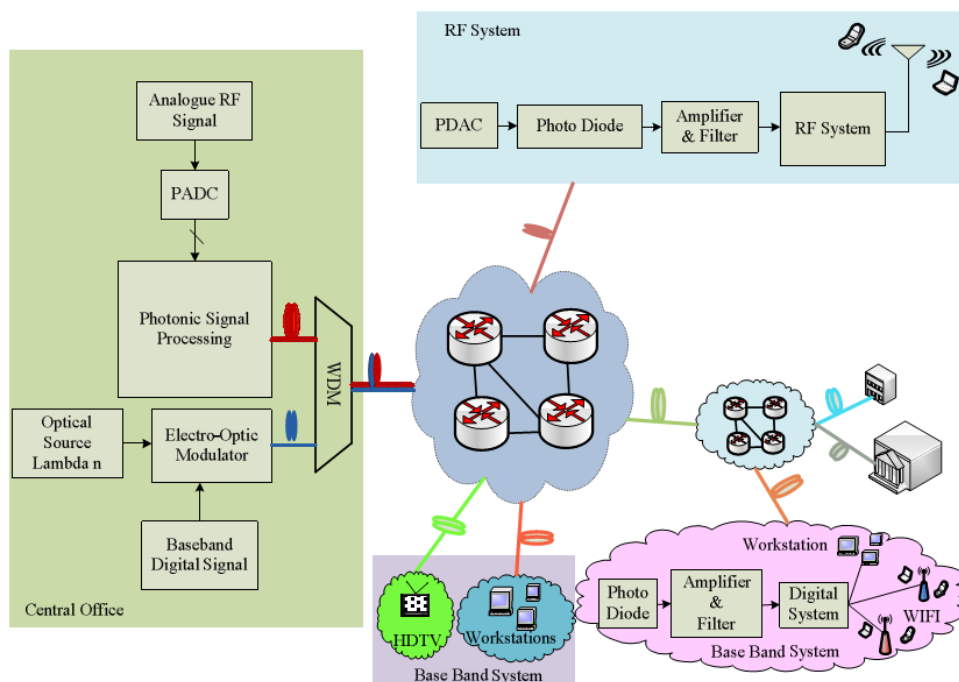 RF System
PDAC
Photo Diode
Amplifier
& Filter
RF System
Analogue RF
Signal
PADC
Photonic Signal
Processing
WDM
Optical
Source
Lambda n
Electro-Optic
Modulator
Baseband
Digital Signal
Central Office
HDTV
Workstations
Base Band System
Workstation
Photo
Diode
Amplifier
&
Filter
Digital
System
WIFI
Base Band System